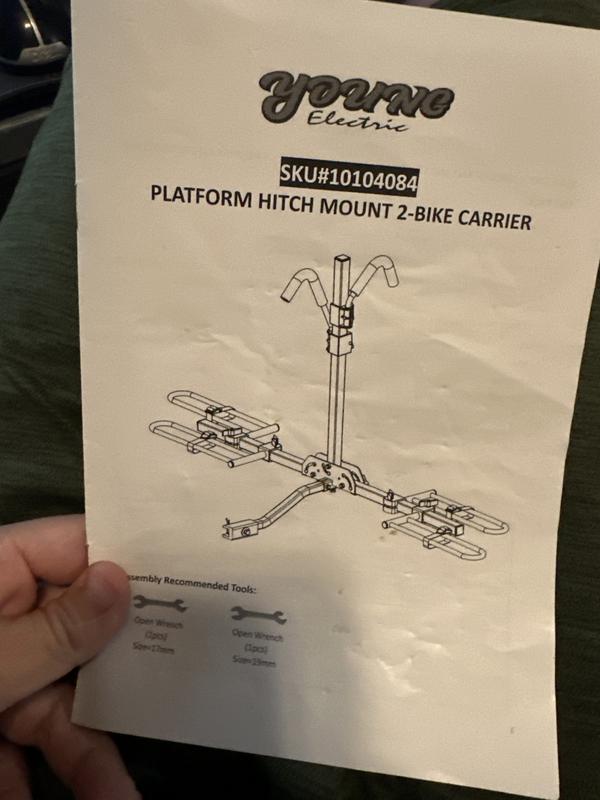 YOUNG
Electric
SKU#10104084
PLATFORM HITCH MOUNT 2-BIKE CARRIER
ssembly Recommended Tools:
Open Wrench
Open Wrench
(1pcs)
(1pcs)
Size=17mm
Size=19mm